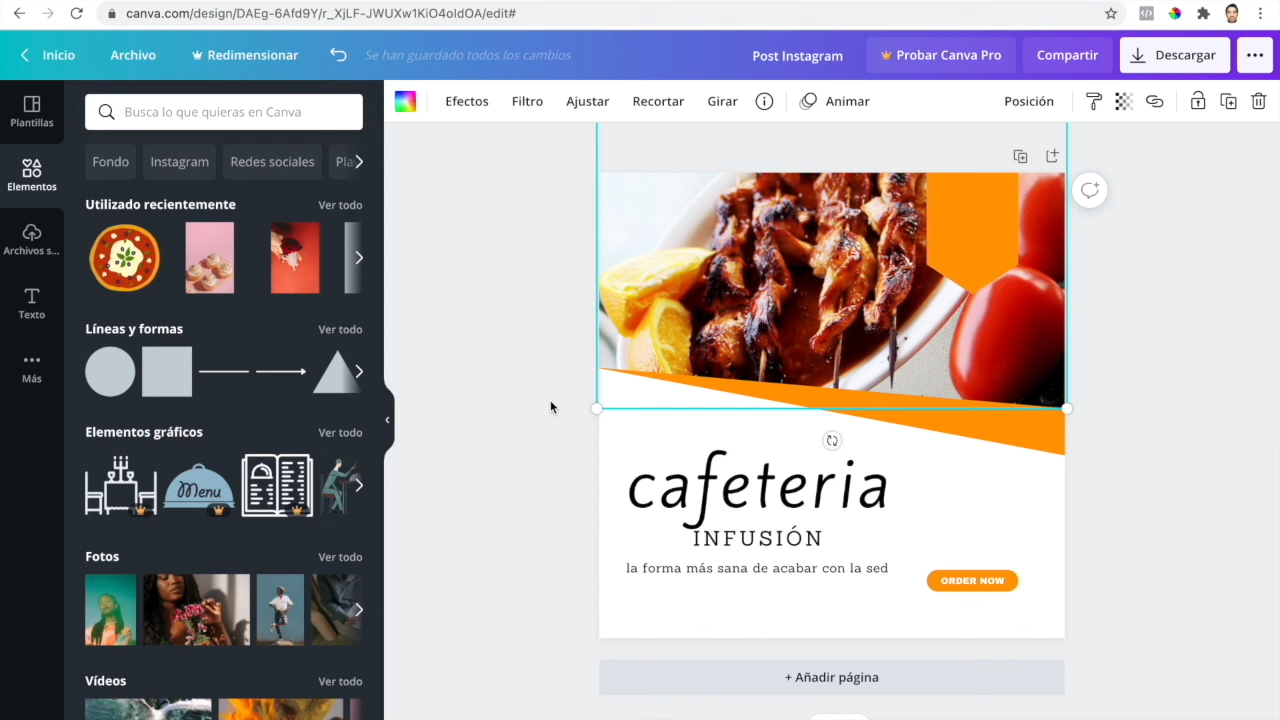 canva.com/design/DAEg-6Afd9Y/r_XjLF-JWUXw1KiO4oldOA/edit#
Inicio
Archivo
Redimensionar
Se han guardado todos los cambios
Post Instagram
Probar Canva Pro
Compartir
Descargar
Plantillas
Elementos
Archivos s...
Texto
Más
Busca lo que quieras en Canva
Fondo
Instagram
Redes sociales
Pla
Utilizado recientemente
Ver todo
Líneas y formas
Ver todo
Elementos gráficos
Ver todo
Menu
Fotos
Ver todo
Vídeos
Ver todo
Efectos
Filtro
Ajustar
Recortar
Girar
Animar
Posición
cafeteria
INFUSIÓN
la forma más sana de acabar con la sed
ORDER NOW
+ Añadir página